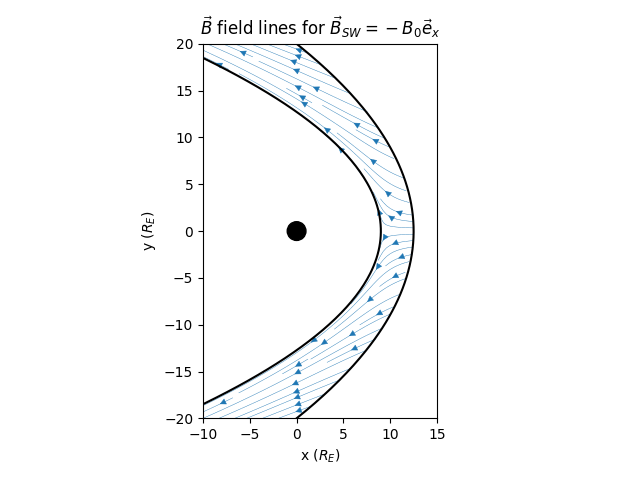 $\vec{B}$ field lines for $\vec{B}_{SW} = -B_0\vec{e}_x$
y ($R_E$)
20
15
10
5
0
−5
−10
−15
−20
−10 −5 0 5 10 15
x ($R_E$)